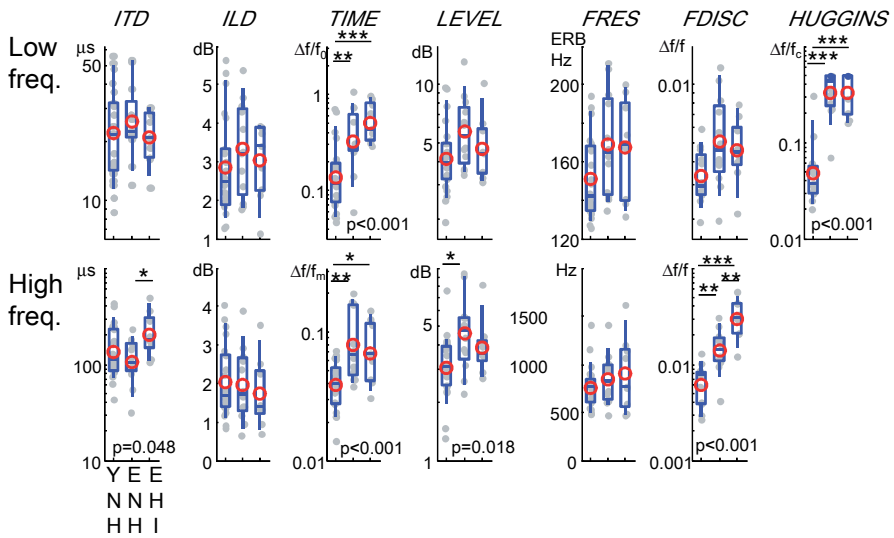 ITD ILD TIME LEVEL FRES FDISC HUGGINS
Low freq.
μs
50
10
dB
6
5
4
3
2
1
Δf/f0
*** 
**
1
0.1
p<0.001
dB
10
5
1
ERB
Hz
200
160
120
Δf/f
0.01
Δf/fc
***
***
0.1
0.01
p<0.001
High freq.
μs
*
100
10
p=0.048
dB
5
4
3
2
1
0
Δf/fm
*
**
0.1
0.01
p<0.001
dB
*
5
1
p=0.018
Hz
1500
1000
500
0
Δf/f
***
** **
0.01
0.001
p<0.001
Y E E
N N H
H H I